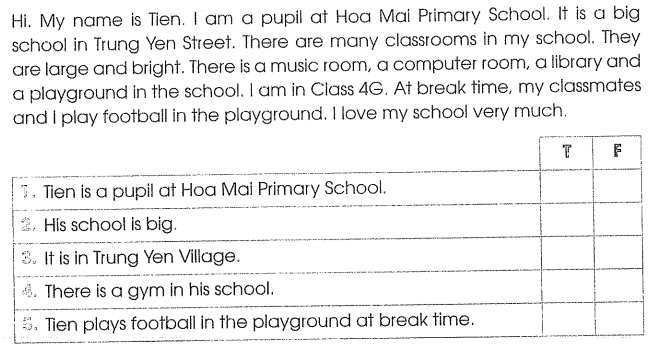 Hi. My name is Tien. I am a pupil at Hoa Mai Primary School. It is a big
school in Trung Yen Street. There are many classrooms in my school. They
are large and bright. There is a music room, a computer room, a library and
a playground in the school. I am in Class 4G. At break time, my classmates
and I play football in the playground. I love my school very much.
T F
1. Tien is a pupil at Hoa Mai Primary School.
2. His school is big.
3. It is in Trung Yen Village.
4. There is a gym in his school.
5. Tien plays football in the playground at break time.